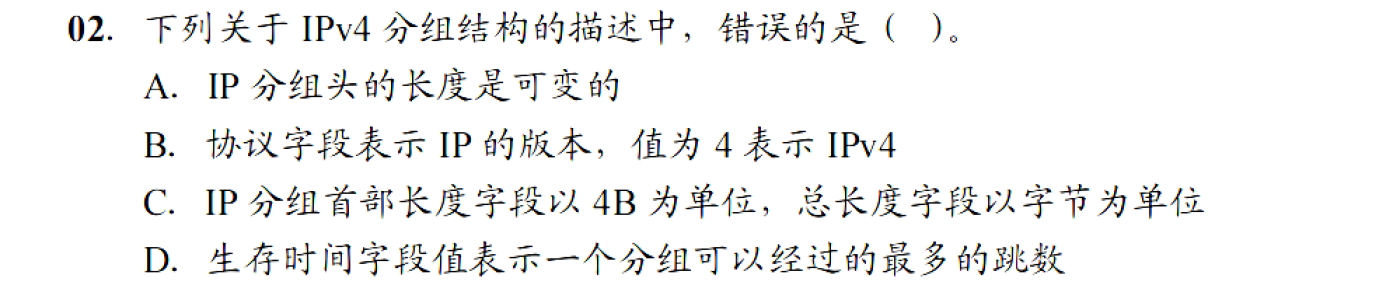 02. 下列关于 IPv4 分组结构的描述中，错误的是（ ）。
A. IP 分组头的长度是可变的
B. 协议字段表示 IP 的版本，值为 4 表示 IPv4
C. IP 分组首部长度字段以 4B 为单位，总长度字段以字节为单位
D. 生存时间字段值表示一个分组可以经过的最多的跳数